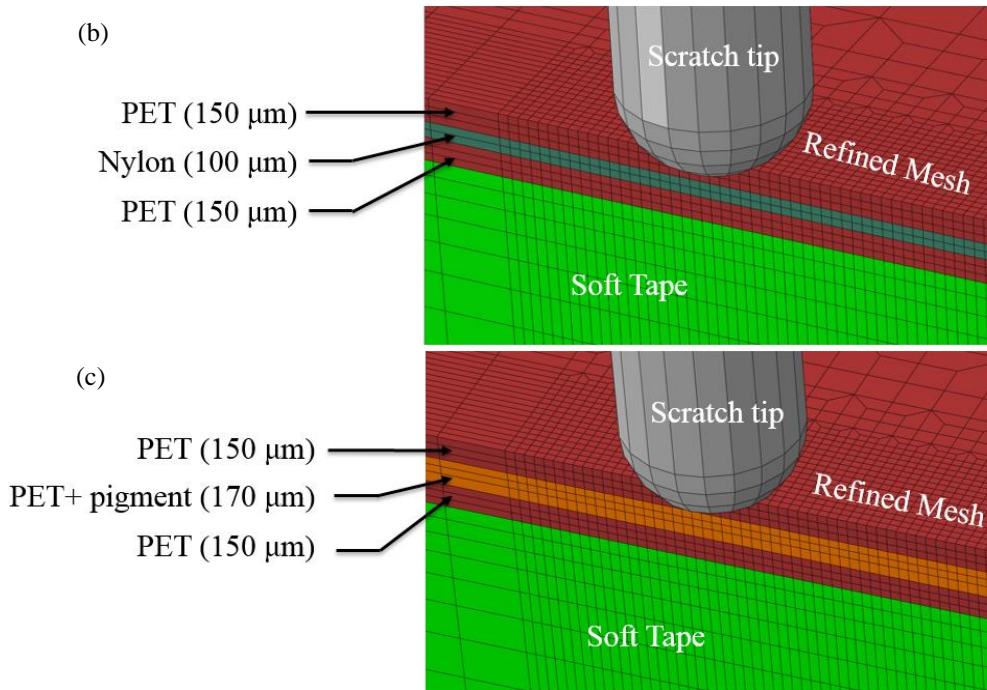 (b)
Scratch tip
PET (150 μm)
Nylon (100 μm)
PET (150 μm)
Refined Mesh
Soft Tape
(c)
Scratch tip
PET (150 μm)
PET+ pigment (170 μm)
PET (150 μm)
Refined Mesh
Soft Tape